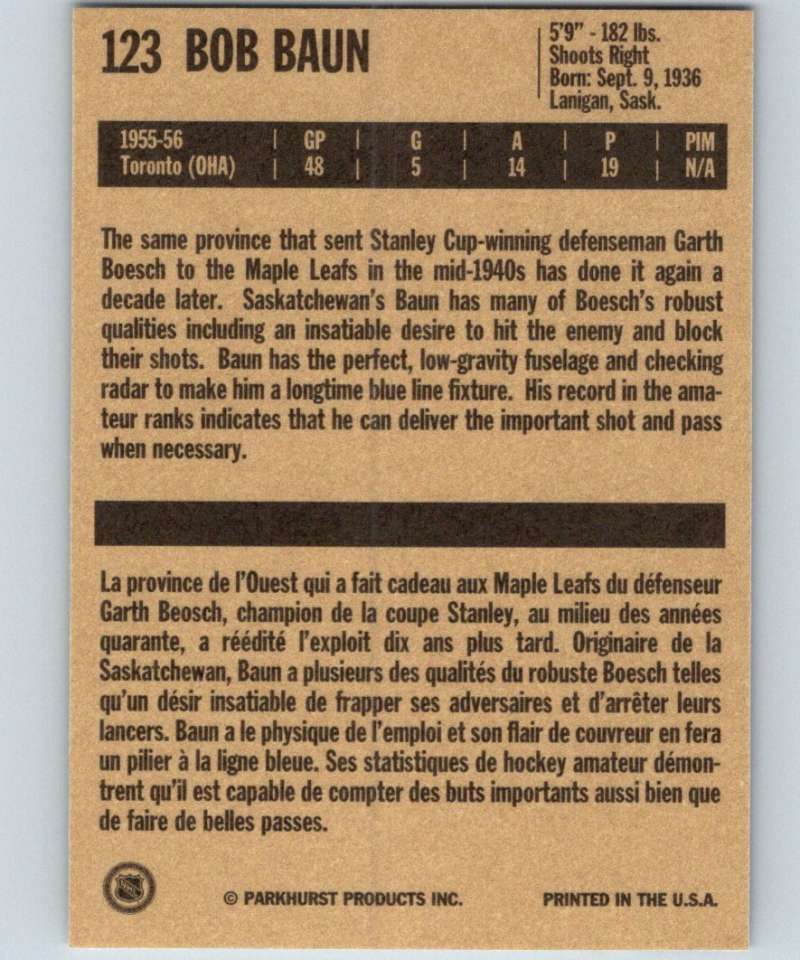 123 BOB BAUN
5'9" - 182 lbs.
Shoots Right
Born: Sept. 9, 1936
Lanigan, Sask.
1955-56 | GP | G | A | P | PIM
Toronto (OHA) | 48 | 5 | 14 | 19 | N/A
The same province that sent Stanley Cup-winning defenseman Garth
Boesch to the Maple Leafs in the mid-1940s has done it again a
decade later. Saskatchewan's Baun has many of Boesch's robust
qualities including an insatiable desire to hit the enemy and block
their shots. Baun has the perfect, low-gravity fuselage and checking
radar to make him a longtime blue line fixture. His record in the ama-
teur ranks indicates that he can deliver the important shot and pass
when necessary.
La province de l'Ouest qui a fait cadeau aux Maple Leafs du défenseur
Garth Beosch, champion de la coupe Stanley, au milieu des années
quarante, a réédité l'exploit dix ans plus tard. Originaire de la
Saskatchewan, Baun a plusieurs des qualités du robuste Boesch telles
qu'un désir insatiable de frapper ses adversaires et d'arrêter leurs
lancers. Baun a le physique de l'emploi et son flair de couvreur en fera
un pilier à la ligne bleue. Ses statistiques de hockey amateur démon-
trent qu'il est capable de compter des buts importants aussi bien que
de faire de belles passes.
© PARKHURST PRODUCTS INC. PRINTED IN THE U.S.A.